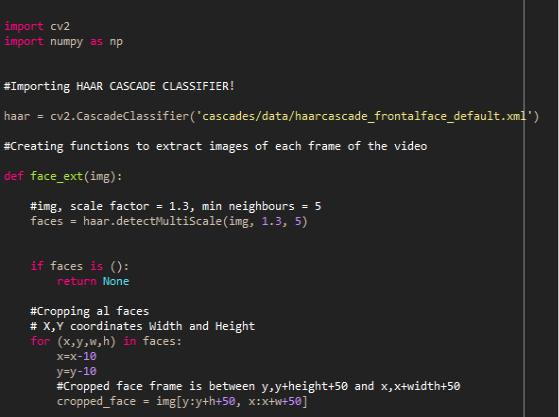 import cv2
import numpy as np
#Importing HAAR CASCADE CLASSIFIER!
haar = cv2.CascadeClassifier('cascades/data/haarcascade_frontalface_default.xml')
#Creating functions to extract images of each frame of the video
def face_ext(img):
#img, scale factor = 1.3, min neighbours = 5
faces = haar.detectMultiScale(img, 1.3, 5)
if faces is ():
return None
#Cropping al faces
# X,Y coordinates Width and Height
for (x,y,w,h) in faces:
x=x-10
y=y-10
#Cropped face frame is between y,y+height+50 and x,x+width+50
cropped_face = img[y:y+h+50, x:x+w+50]